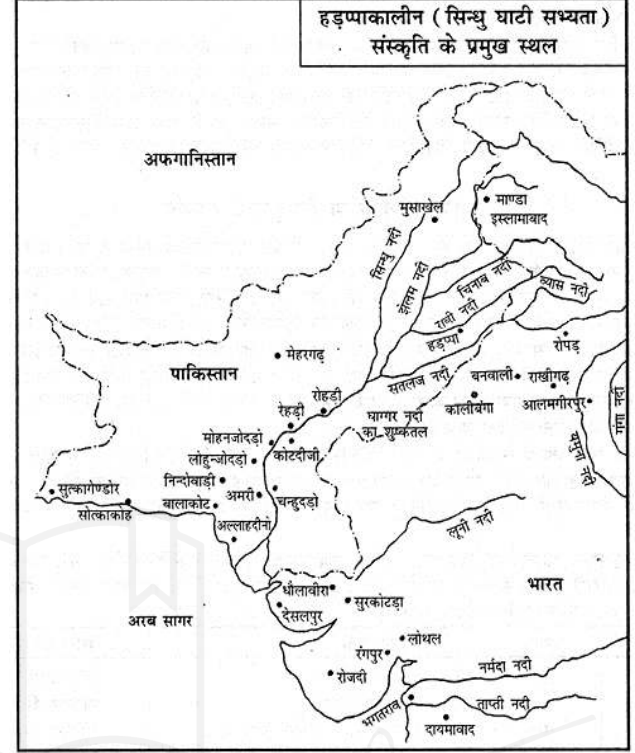 हड़प्पाकालीन ( सिन्धु घाटी सभ्यता )
संस्कृति के प्रमुख स्थल
अफगानिस्तान
मुसाखेल
माण्डा
इस्लामाबाद
सिन्धु नदी
झेलम नदी
चिनाब नदी
रावी नदी
व्यास नदी
हड़प्पा
रोपड़
मेहरगढ़
पाकिस्तान
सतलज नदी
बनवाली
राखीगढ़
गंगा नदी
रोहड़ी
रेहड़ी
घाग्गर नदी
का शुष्कतल
कालीबंगा
आलमगीरपुर
मोहनजोदड़ो
कोटदीजी
यमुना नदी
लोहुन्जोदड़ो
निन्दोवाड़ी
सुत्कागेण्डोर
अमरी
चन्हुदड़ो
सोत्काकोह
बालाकोट
अल्लाहदीनो
लूनी नदी
धौलावीरा
भारत
सुरकोटड़ा
देसलपुर
अरब सागर
लोथल
रंगपुर
नर्मदा नदी
रोजदी
भगतराव
ताप्ती नदी
दायमावाद